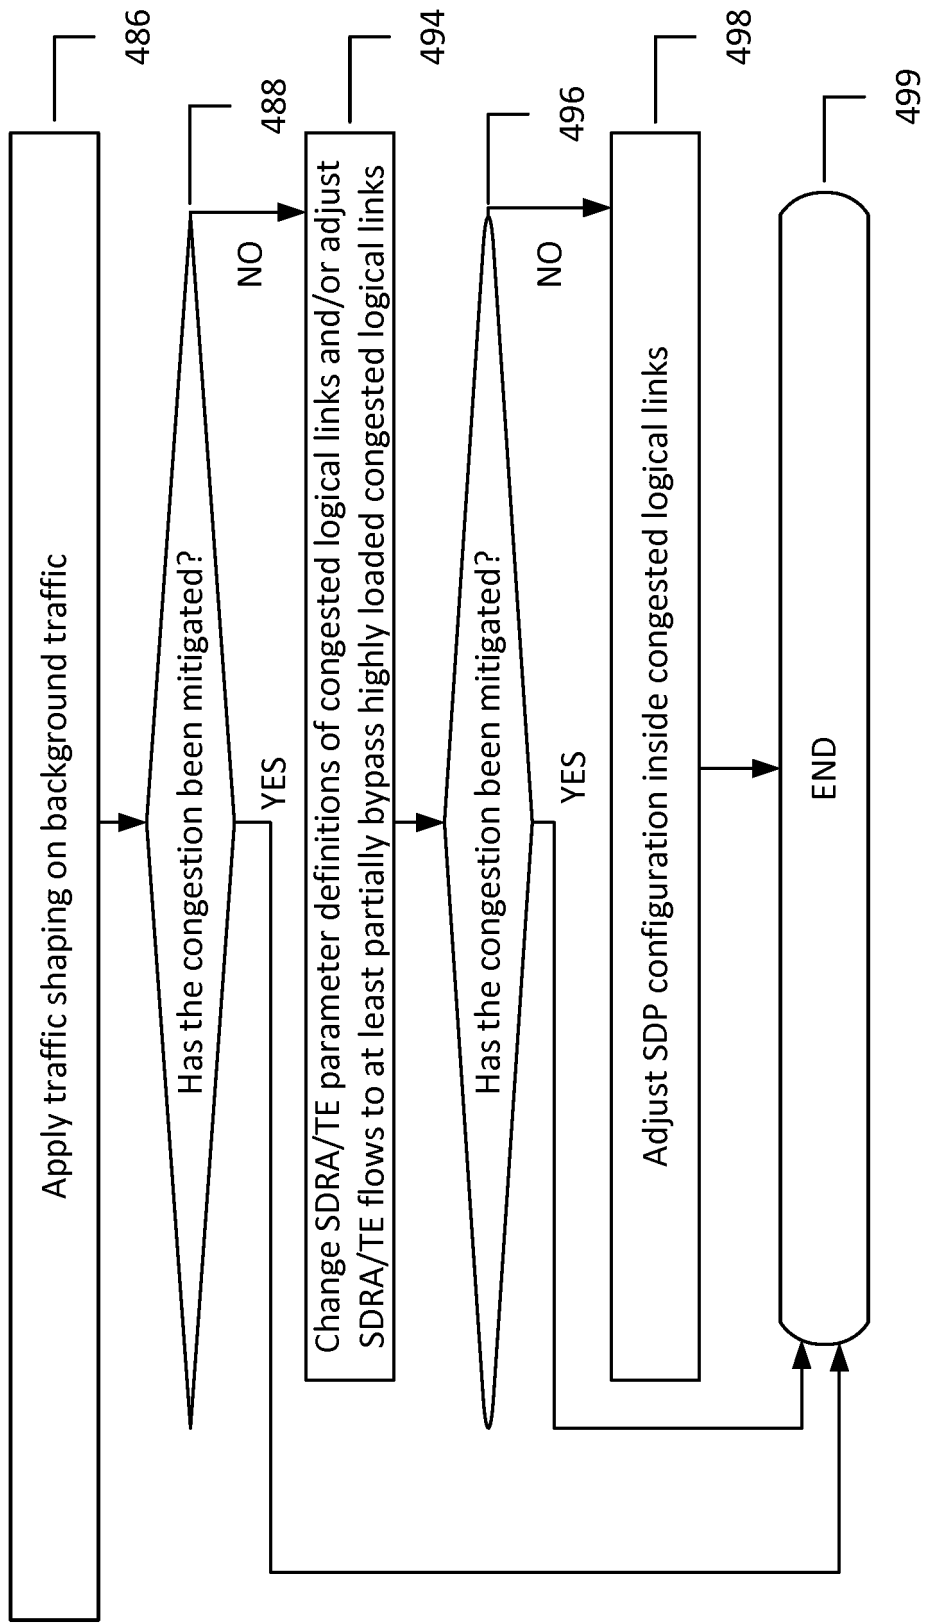 Apply traffic shaping on background traffic
486
Has the congestion been mitigated?
488
NO
YES
Change SDRA/TE parameter definitions of congested logical links and/or adjust
SDRA/TE flows to at least partially bypass highly loaded congested logical links
494
Has the congestion been mitigated?
496
NO
YES
Adjust SDP configuration inside congested logical links
498
END
499